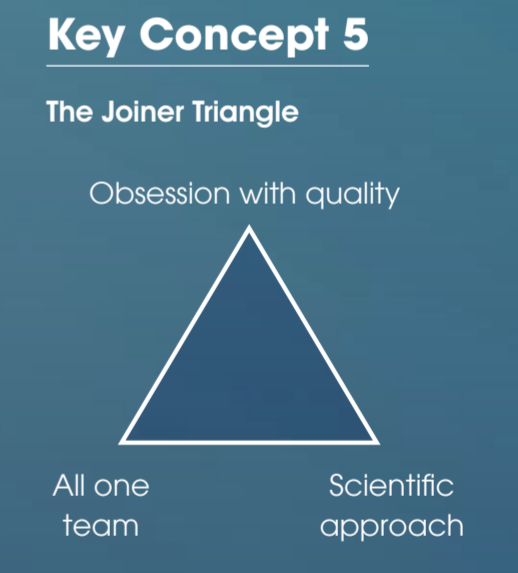 Key Concept 5
The Joiner Triangle
Obsession with quality
All one
team
Scientific
approach